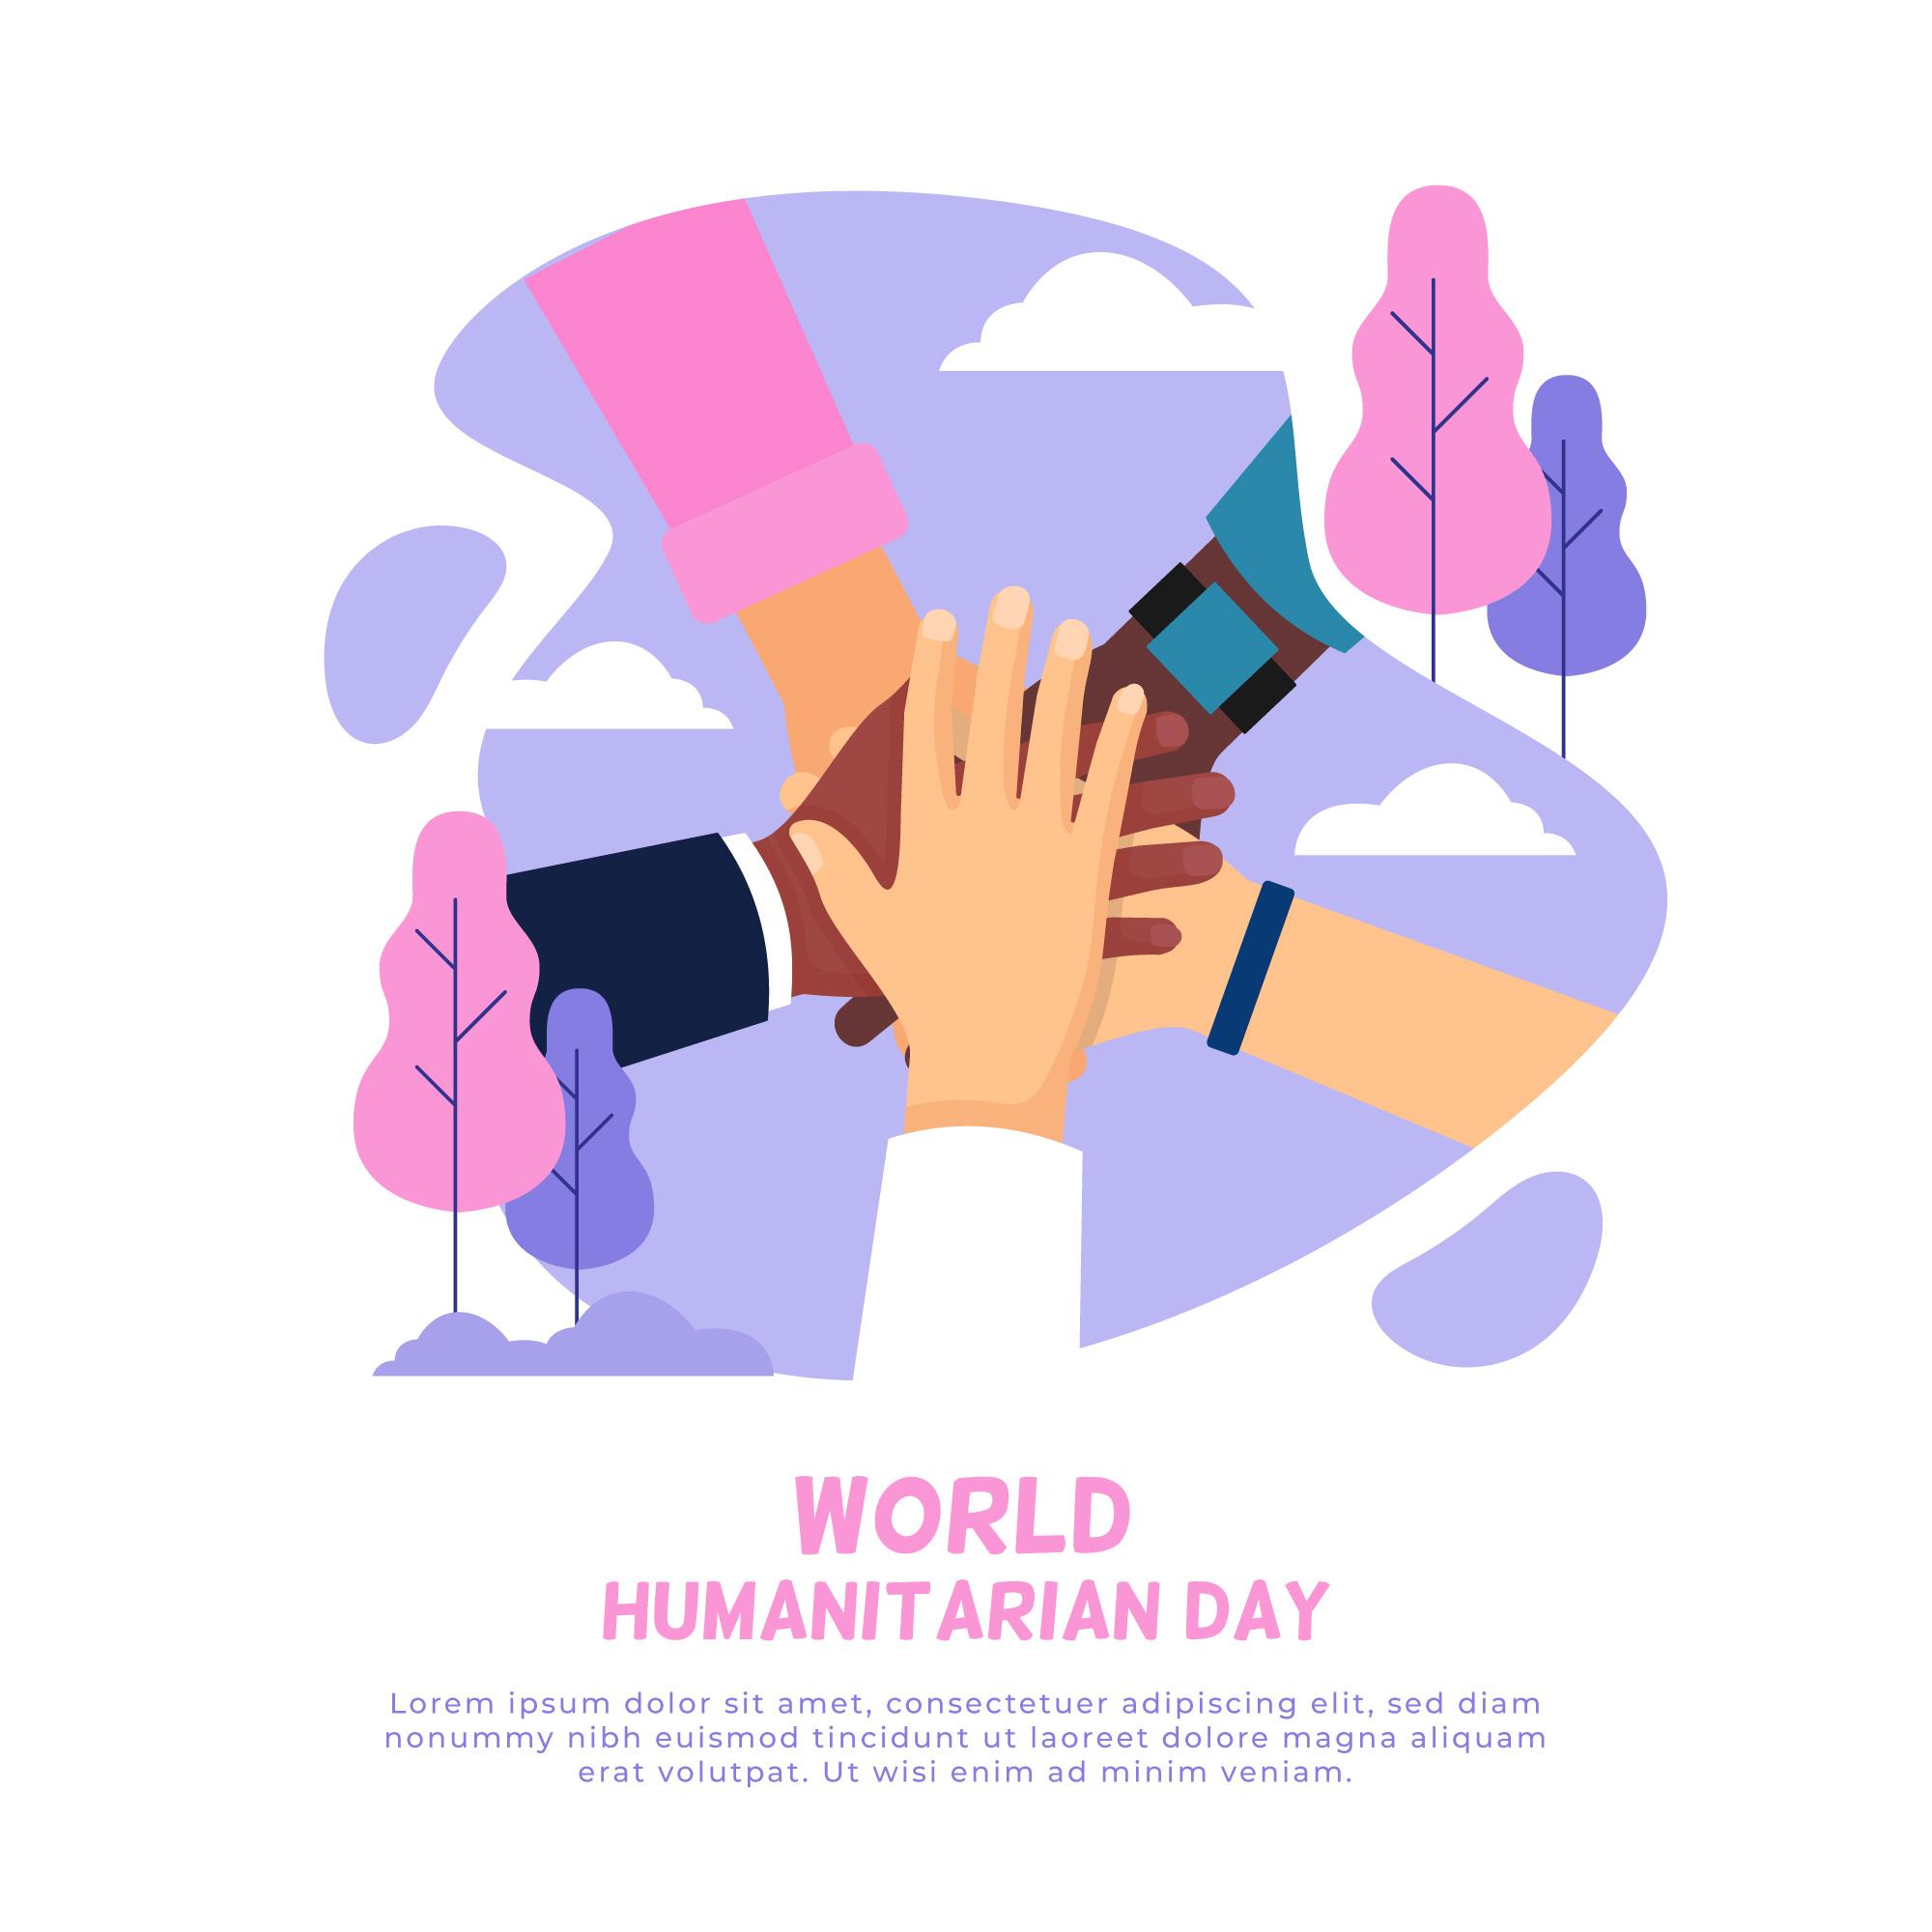 WORLD
HUMANITARIAN DAY
Lorem ipsum dolor sit amet, consectetuer adipiscing elit, sed diam
nonummy nibh euismod tincidunt ut laoreet dolore magna aliquam
erat volutpat. Ut wisi enim ad minim veniam.